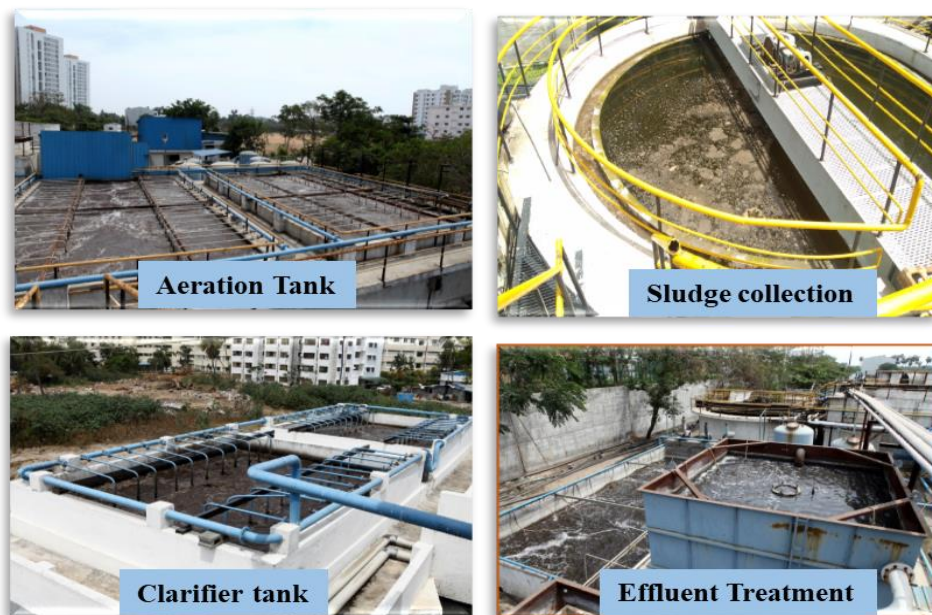 Aeration Tank
Sludge collection
Clarifier tank
Effluent Treatment